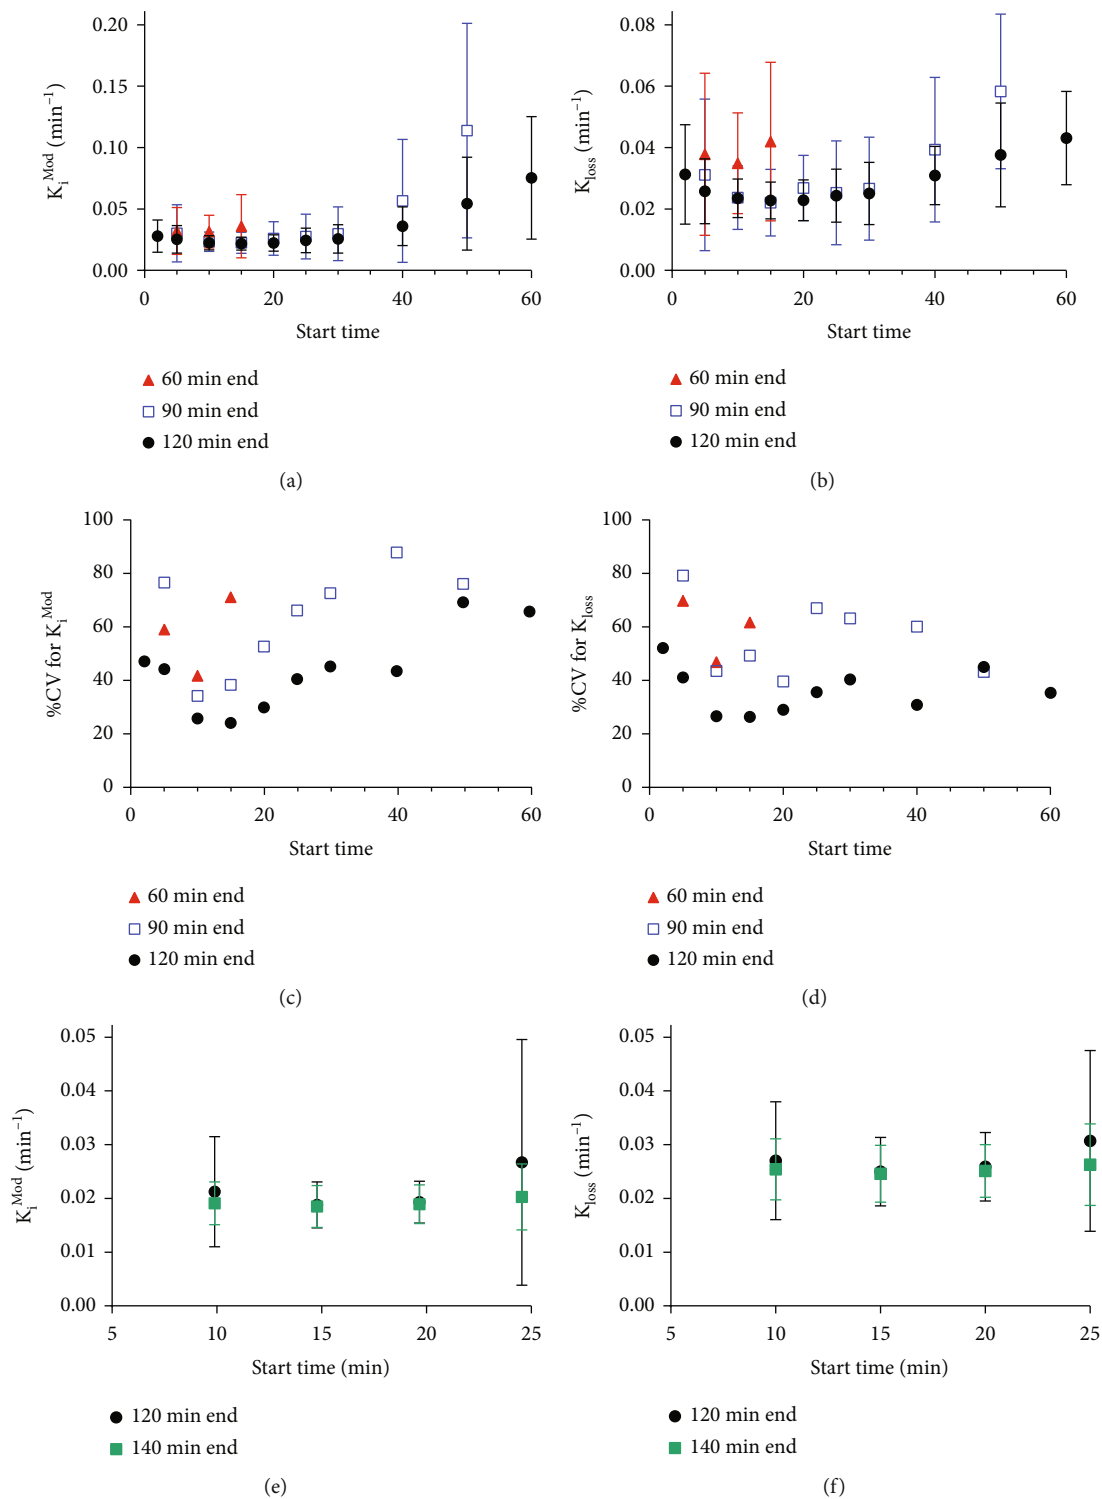 0.20
0.15
0.10
0.05
0.00
K_i^Mod (min⁻¹)
0 20 40 60
Start time
60 min end
90 min end
120 min end
(a)
0.08
0.06
0.04
0.02
0.00
K_loss (min⁻¹)
0 20 40 60
Start time
60 min end
90 min end
120 min end
(b)
100
80
60
40
20
0
%CV for K_i^Mod
0 20 40 60
Start time
60 min end
90 min end
120 min end
(c)
100
80
60
40
20
0
%CV for K_loss
0 20 40 60
Start time
60 min end
90 min end
120 min end
(d)
0.05
0.04
0.03
0.02
0.01
0.00
K_i^Mod (min⁻¹)
5 10 15 20 25
Start time (min)
120 min end
140 min end
(e)
0.05
0.04
0.03
0.02
0.01
0.00
K_loss (min⁻¹)
5 10 15 20 25
Start time (min)
120 min end
140 min end
(f)